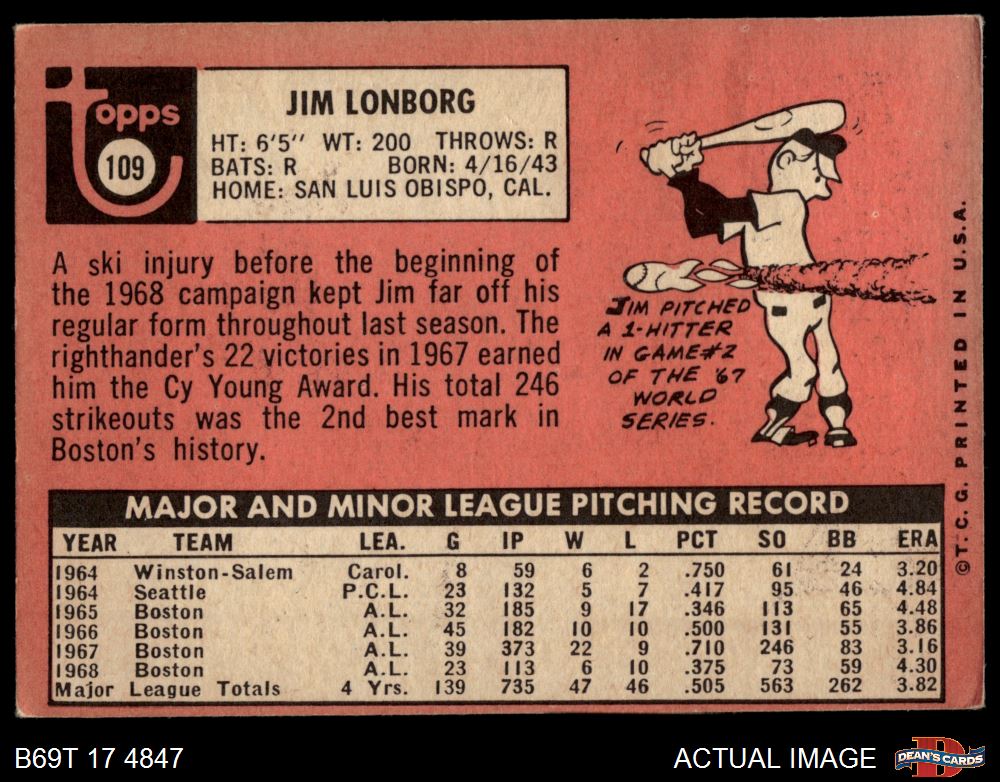 Topps
109
JIM LONBORG
HT: 6'5" WT: 200 THROWS: R
BATS: R BORN: 4/16/43
HOME: SAN LUIS OBISPO, CAL.
A ski injury before the beginning of
the 1968 campaign kept Jim far off his
regular form throughout last season. The
righthander's 22 victories in 1967 earned
him the Cy Young Award. His total 246
strikeouts was the 2nd best mark in
Boston's history.
JIM PITCHED
A 1-HITTER
IN GAME #2
OF THE '67
WORLD
SERIES.
©T.C.G. PRINTED IN U.S.A.
MAJOR AND MINOR LEAGUE PITCHING RECORD
YEAR TEAM LEA. G IP W L PCT SO BB ERA
1964 Winston-Salem Carol. 8 59 6 2 .750 61 24 3.20
1964 Seattle P.C.L. 23 132 5 7 .417 95 46 4.84
1965 Boston A.L. 32 185 9 17 .346 113 65 4.48
1966 Boston A.L. 45 182 10 10 .500 131 55 3.86
1967 Boston A.L. 39 373 22 9 .710 246 83 3.16
1968 Boston A.L. 23 113 6 10 .375 73 59 4.30
Major League Totals 4 Yrs. 139 735 47 46 .505 563 262 3.82
B69T 17 4847
ACTUAL IMAGE
D
DEAN'S CARDS